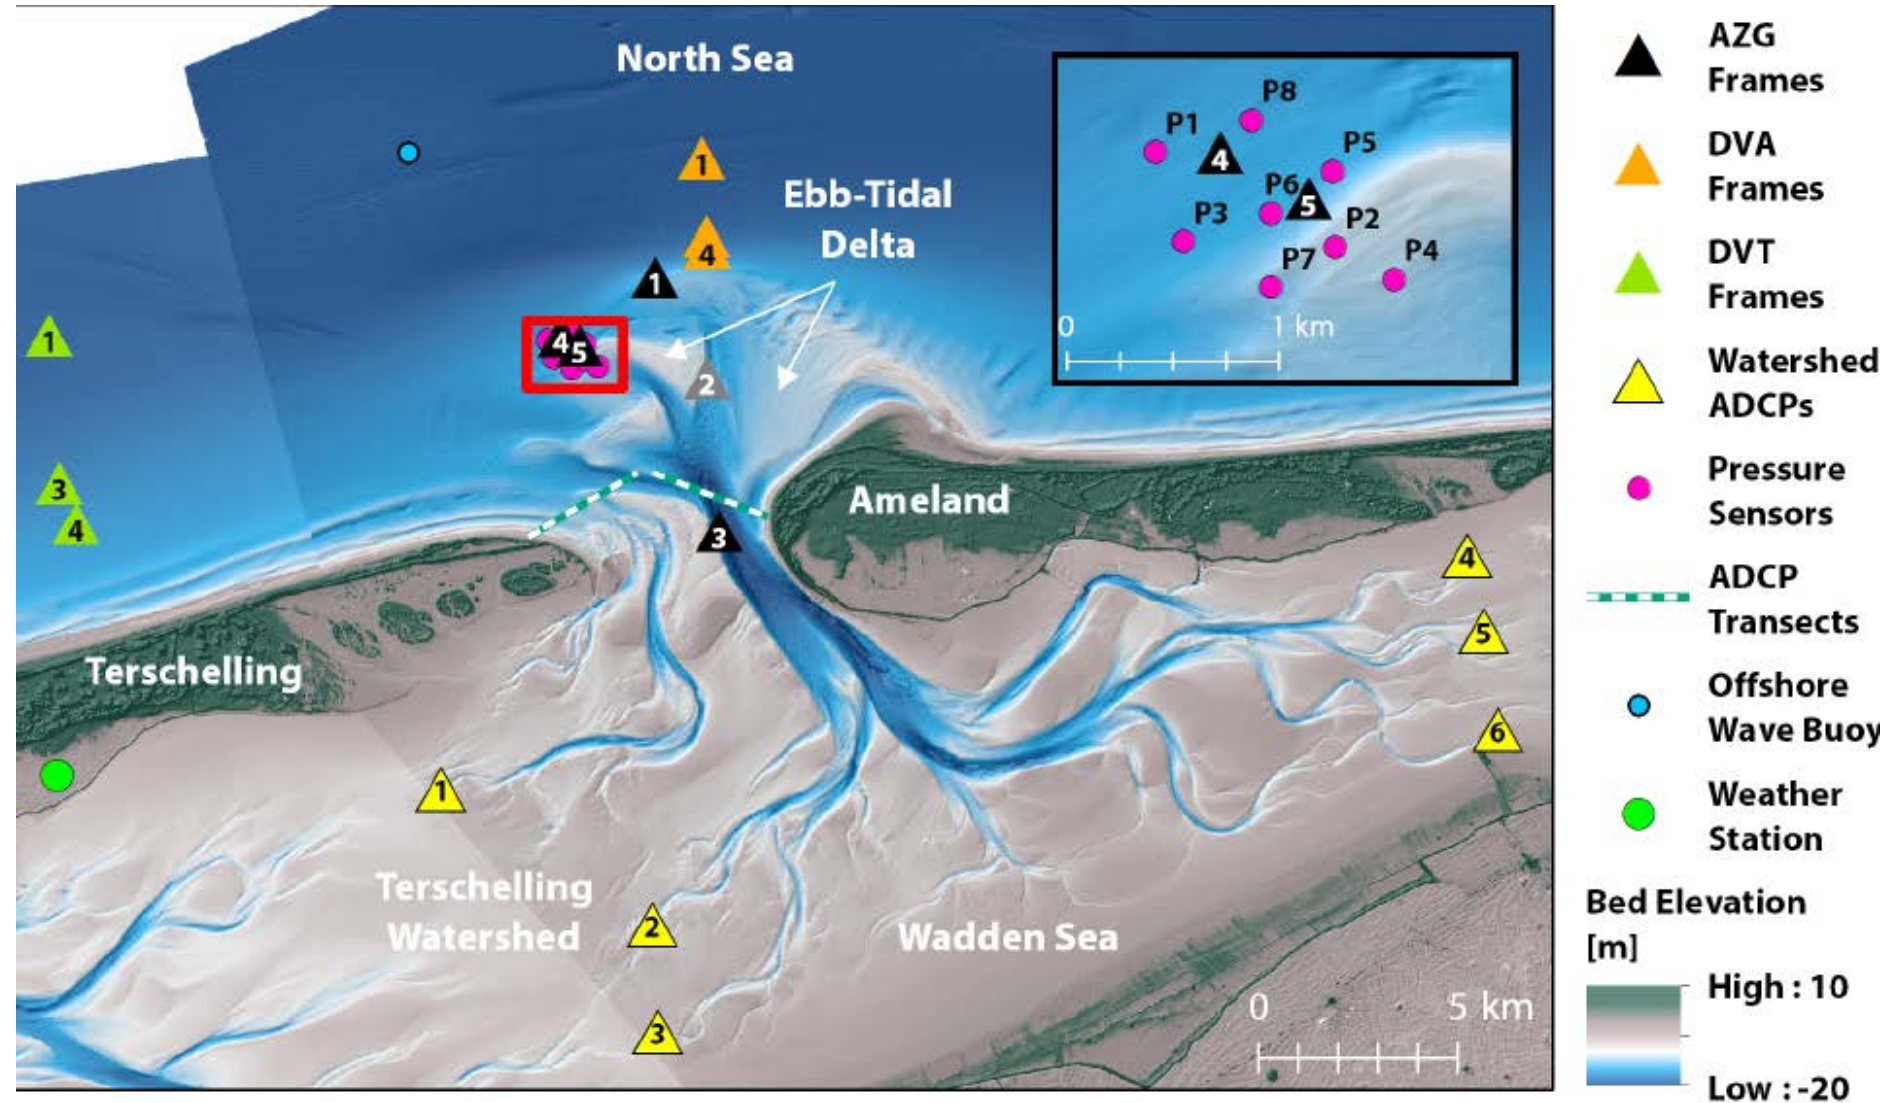 North Sea
1
Ebb-Tidal
Delta
4
1
4
5
2
1
3
4
3
Ameland
Terschelling
4
5
6
1
Terschelling
Watershed
2
3
Wadden Sea
0 5 km
P8
P1
4
P5
P6
5
P3
P2
P7
P4
0 1 km
AZG
Frames
DVA
Frames
DVT
Frames
Watershed
ADCPs
Pressure
Sensors
ADCP
Transects
Offshore
Wave Buoy
Weather
Station
Bed Elevation
[m]
High : 10
Low : -20